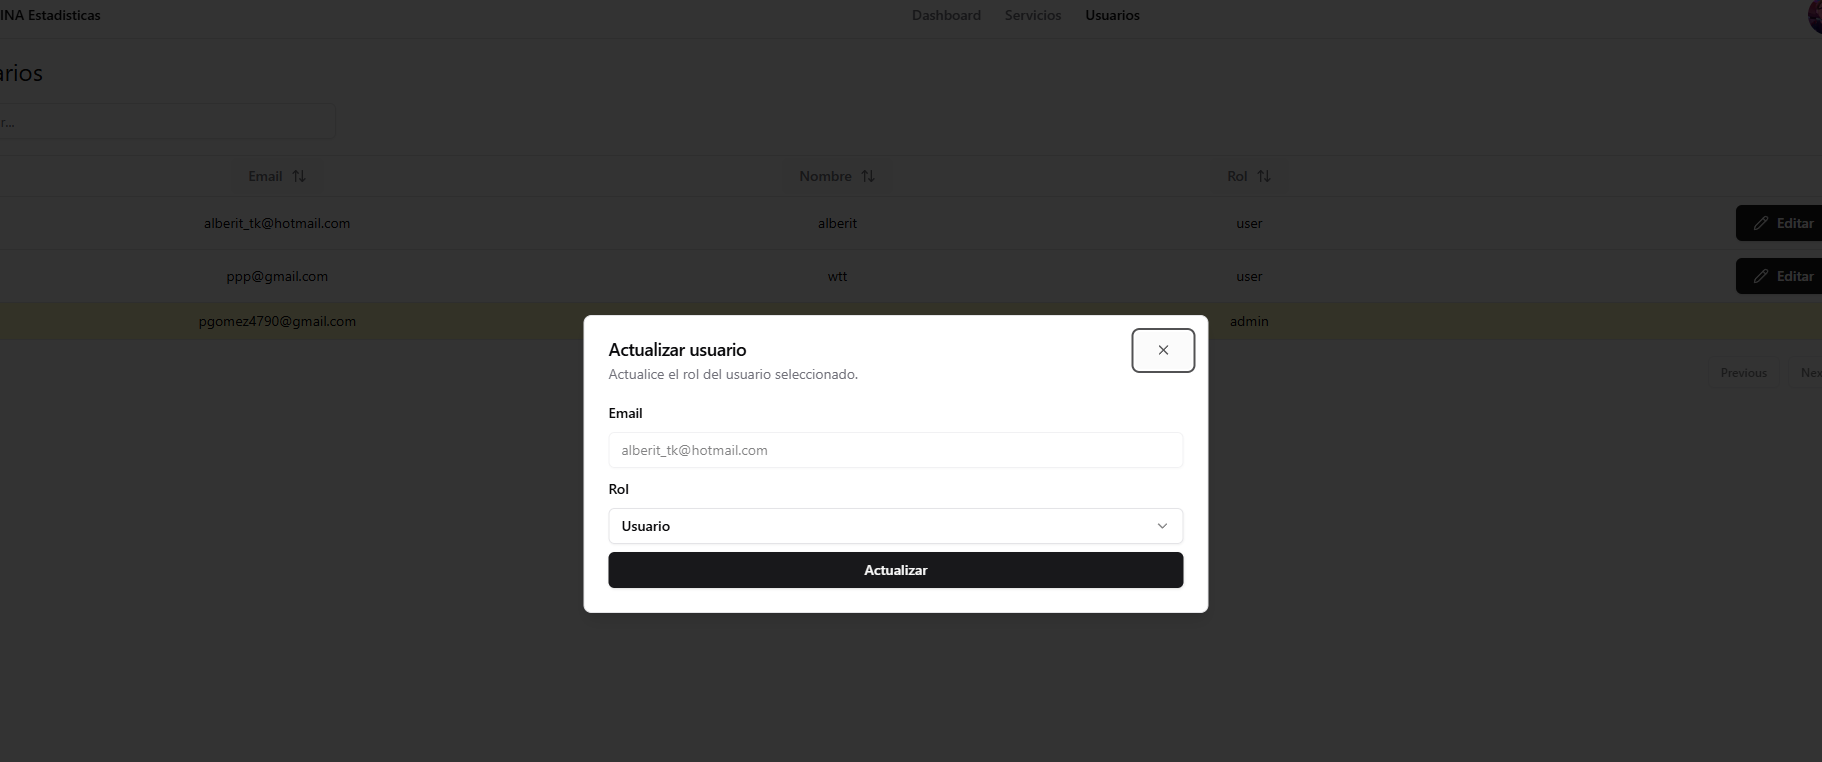 INA Estadisticas
Dashboard Servicios Usuarios
arios
r...
Email Nombre Rol
alberit_tk@hotmail.com alberit user Editar
ppp@gmail.com wtt user Editar
pgomez4790@gmail.com admin
Previous Nex
Actualizar usuario
Actualice el rol del usuario seleccionado.
Email
alberit_tk@hotmail.com
Rol
Usuario
Actualizar